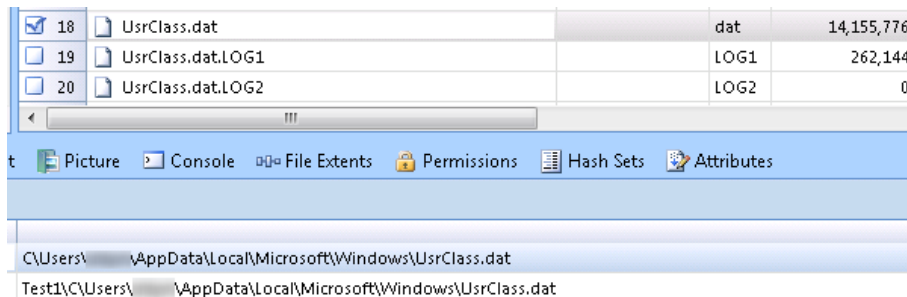 18 UsrClass.dat dat 14,155,776
19 UsrClass.dat.LOG1 LOG1 262,144
20 UsrClass.dat.LOG2 LOG2 0
t Picture Console File Extents Permissions Hash Sets Attributes
C\Users\ \AppData\Local\Microsoft\Windows\UsrClass.dat
Test1\C\Users\ \AppData\Local\Microsoft\Windows\UsrClass.dat